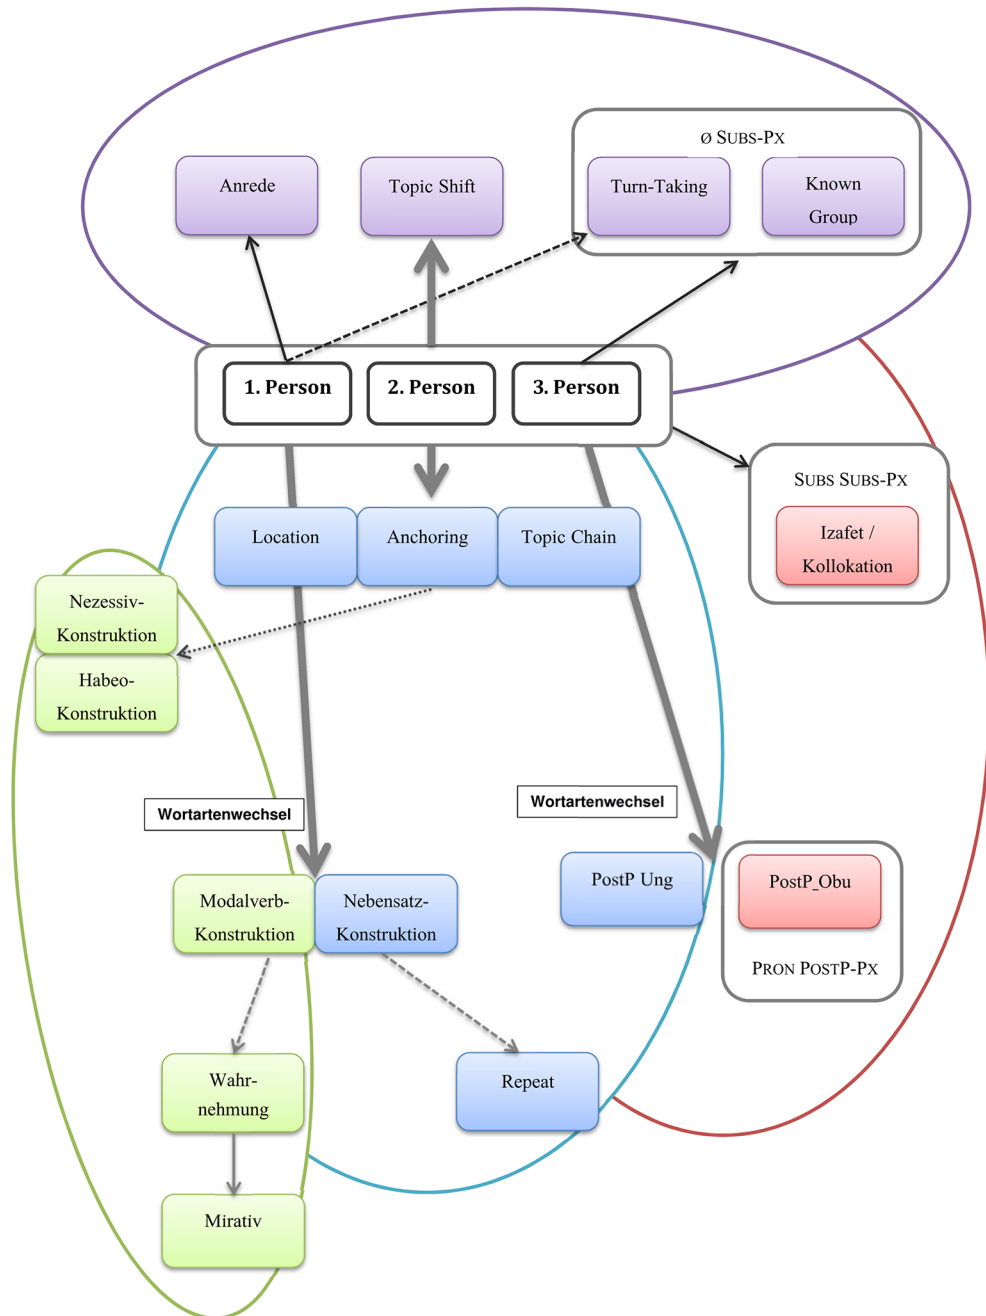 Ø SUBS-PX
Anrede
Topic Shift
Turn-Taking
Known
Group
1. Person
2. Person
3. Person
SUBS SUBS-PX
Izafet /
Kollokation
Location
Anchoring
Topic Chain
Nezessiv-
Konstruktion
Habeo-
Konstruktion
Wortartenwechsel
Wortartenwechsel
Modalverb-
Konstruktion
Nebensatz-
Konstruktion
PostP Ung
PostP_Obu
PRON POSTP-PX
Wahr-
nehmung
Repeat
Mirativ